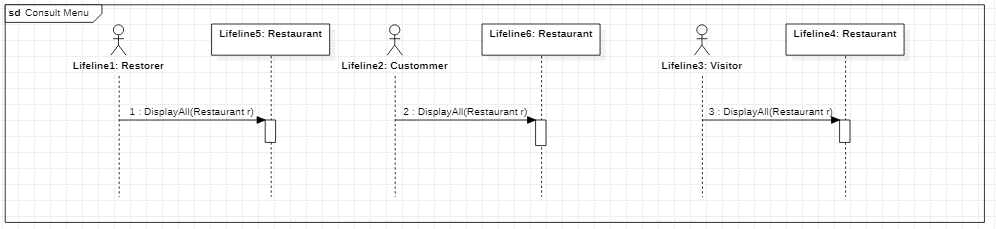 sd Consult Menu
Lifeline5: Restaurant
Lifeline6: Restaurant
Lifeline4: Restaurant
Lifeline1: Restorer
Lifeline2: Custommer
Lifeline3: Visitor
1 : DisplayAll(Restaurant r)
2 : DisplayAll(Restaurant r)
3 : DisplayAll(Restaurant r)